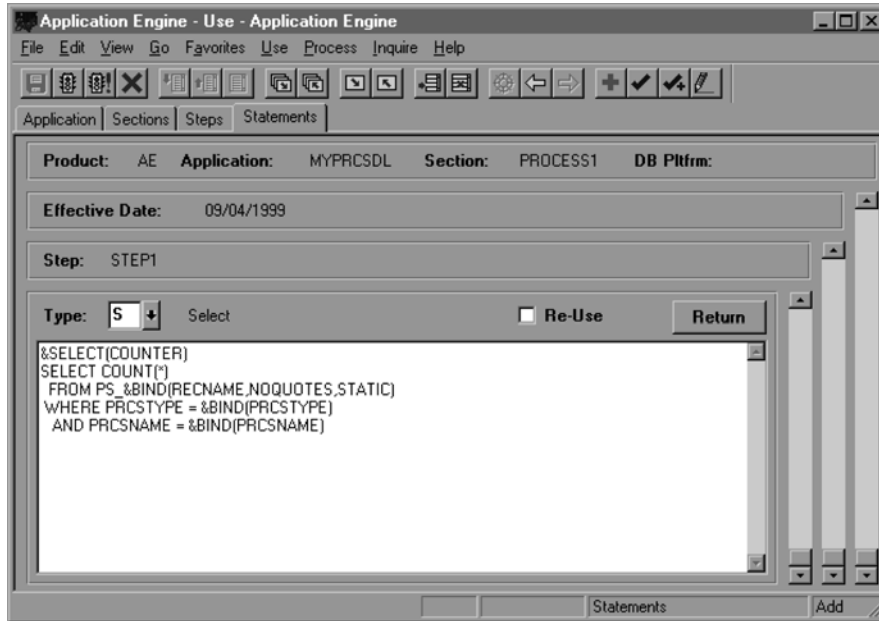 Application Engine - Use - Application Engine
File Edit View Go Favorites Use Process Inquire Help
Application Sections Steps Statements
Product: AE Application: MYPRCSDL Section: PROCESS1 DB Pltfrm:
Effective Date: 09/04/1999
Step: STEP1
Type: S Select Re-Use Return
&SELECT(COUNTER)
SELECT COUNT(*)
FROM PS_&BIND(RECNAME,NOQUOTES,STATIC)
WHERE PRCSTYPE = &BIND(PRCSTYPE)
AND PRCSNAME = &BIND(PRCSNAME)
Statements Add